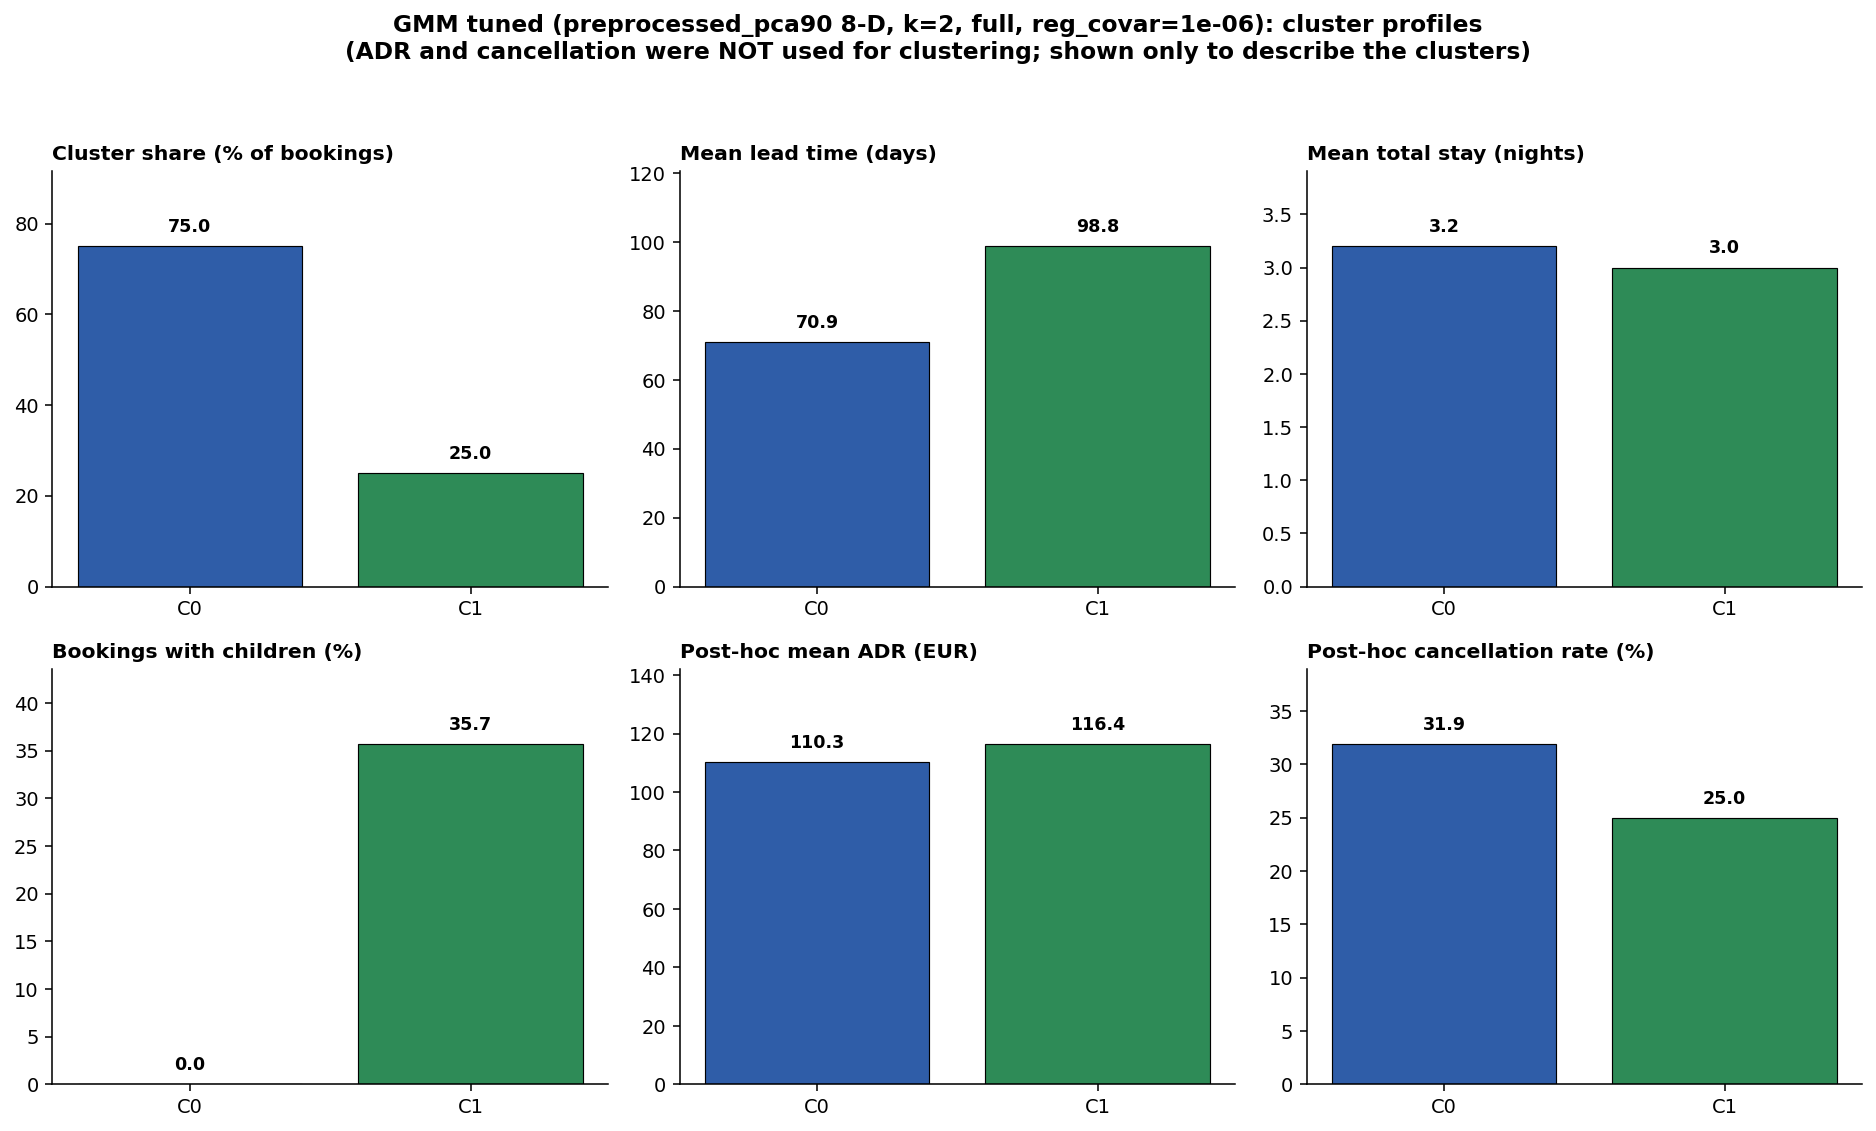 GMM tuned (preprocessed_pca90 8-D, k=2, full, reg_covar=1e-06): cluster profiles
(ADR and cancellation were NOT used for clustering; shown only to describe the clusters)
Cluster share (% of bookings)
80
60
40
20
0
75.0
25.0
C0
C1
Mean lead time (days)
120
100
80
60
40
20
0
70.9
98.8
C0
C1
Mean total stay (nights)
3.5
3.0
2.5
2.0
1.5
1.0
0.5
0.0
3.2
3.0
C0
C1
Bookings with children (%)
40
35
30
25
20
15
10
5
0
0.0
35.7
C0
C1
Post-hoc mean ADR (EUR)
140
120
100
80
60
40
20
0
110.3
116.4
C0
C1
Post-hoc cancellation rate (%)
35
30
25
20
15
10
5
0
31.9
25.0
C0
C1